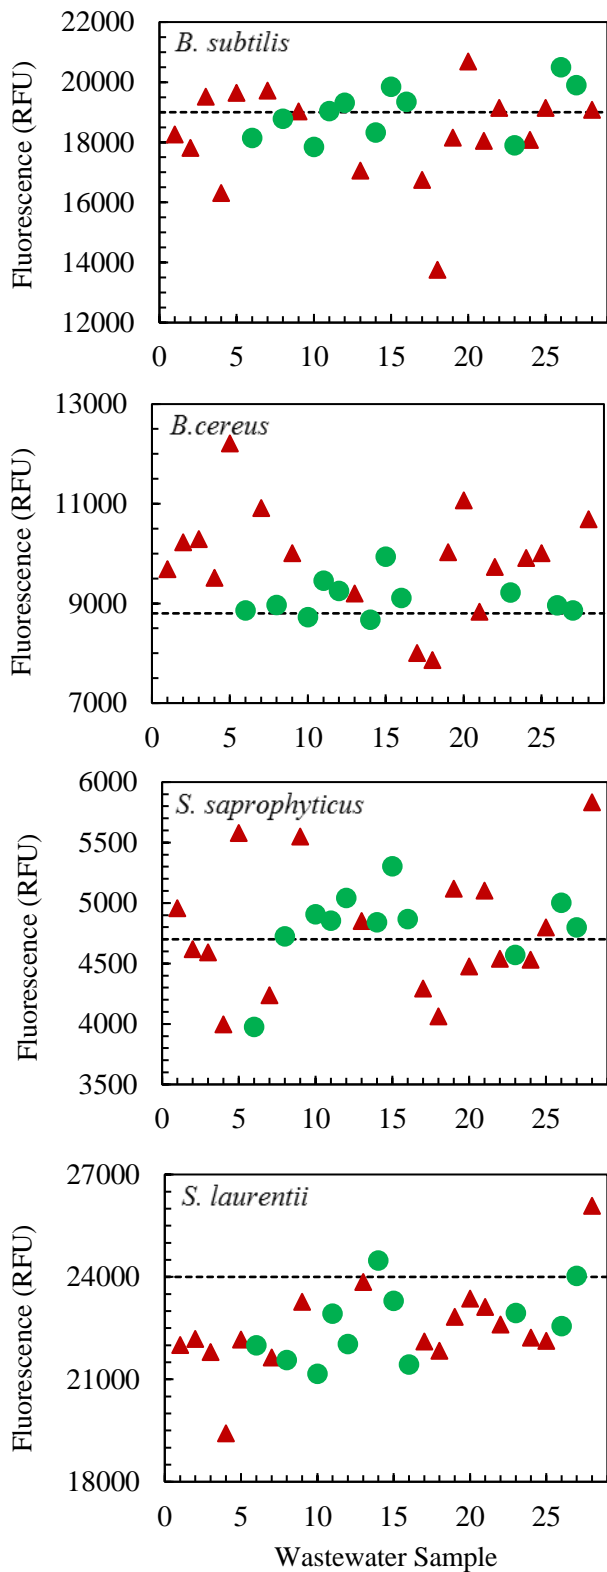 B. subtilis
Fluorescence (RFU)
22000
20000
18000
16000
14000
12000
0 5 10 15 20 25
B.cereus
Fluorescence (RFU)
13000
11000
9000
7000
0 5 10 15 20 25
S. saprophyticus
Fluorescence (RFU)
6000
5500
5000
4500
4000
3500
0 5 10 15 20 25
S. laurentii
Fluorescence (RFU)
27000
24000
21000
18000
0 5 10 15 20 25
Wastewater Sample